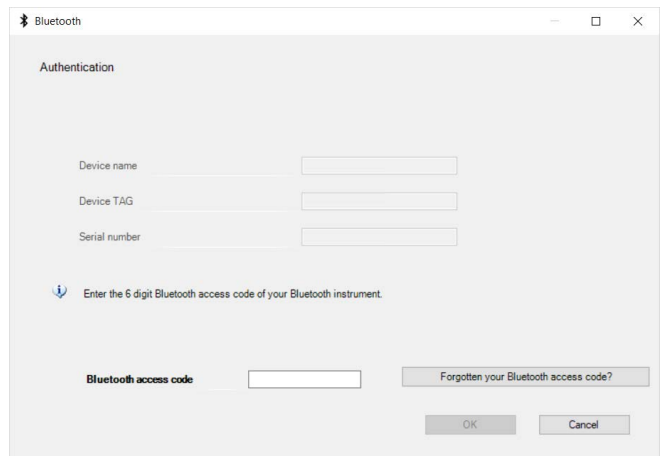 Bluetooth
Authentication
Device name
Device TAG
Serial number
Enter the 6 digit Bluetooth access code of your Bluetooth instrument.
Bluetooth access code
Forgotten your Bluetooth access code?
OK
Cancel